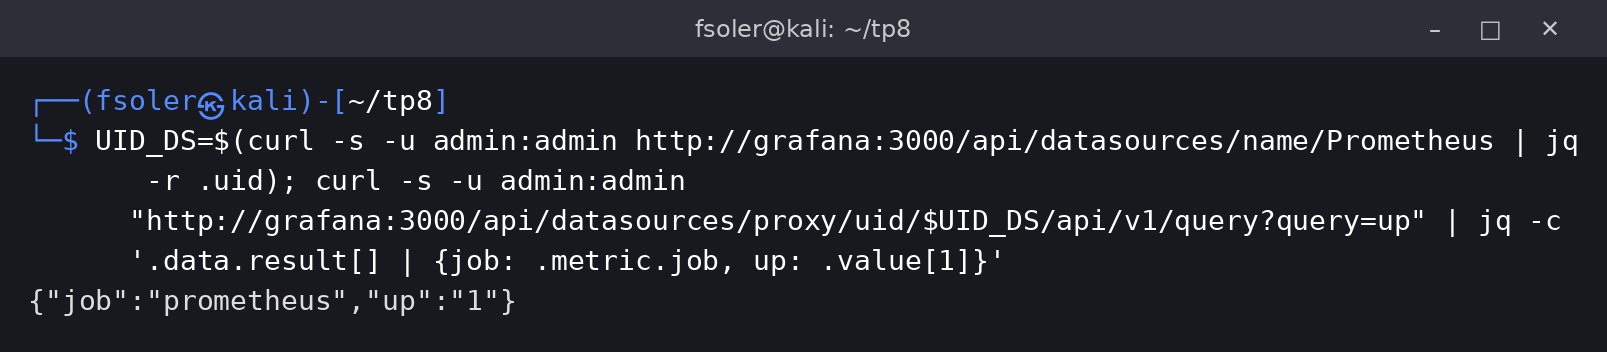 fsoler@kali: ~/tp8
┌──(fsoler㉿kali)-[~/tp8]
└─$ UID_DS=$(curl -s -u admin:admin http://grafana:3000/api/datasources/name/Prometheus | jq
-r .uid); curl -s -u admin:admin
"http://grafana:3000/api/datasources/proxy/uid/$UID_DS/api/v1/query?query=up" | jq -c
'.data.result[] | {job: .metric.job, up: .value[1]}'
{"job":"prometheus","up":"1"}